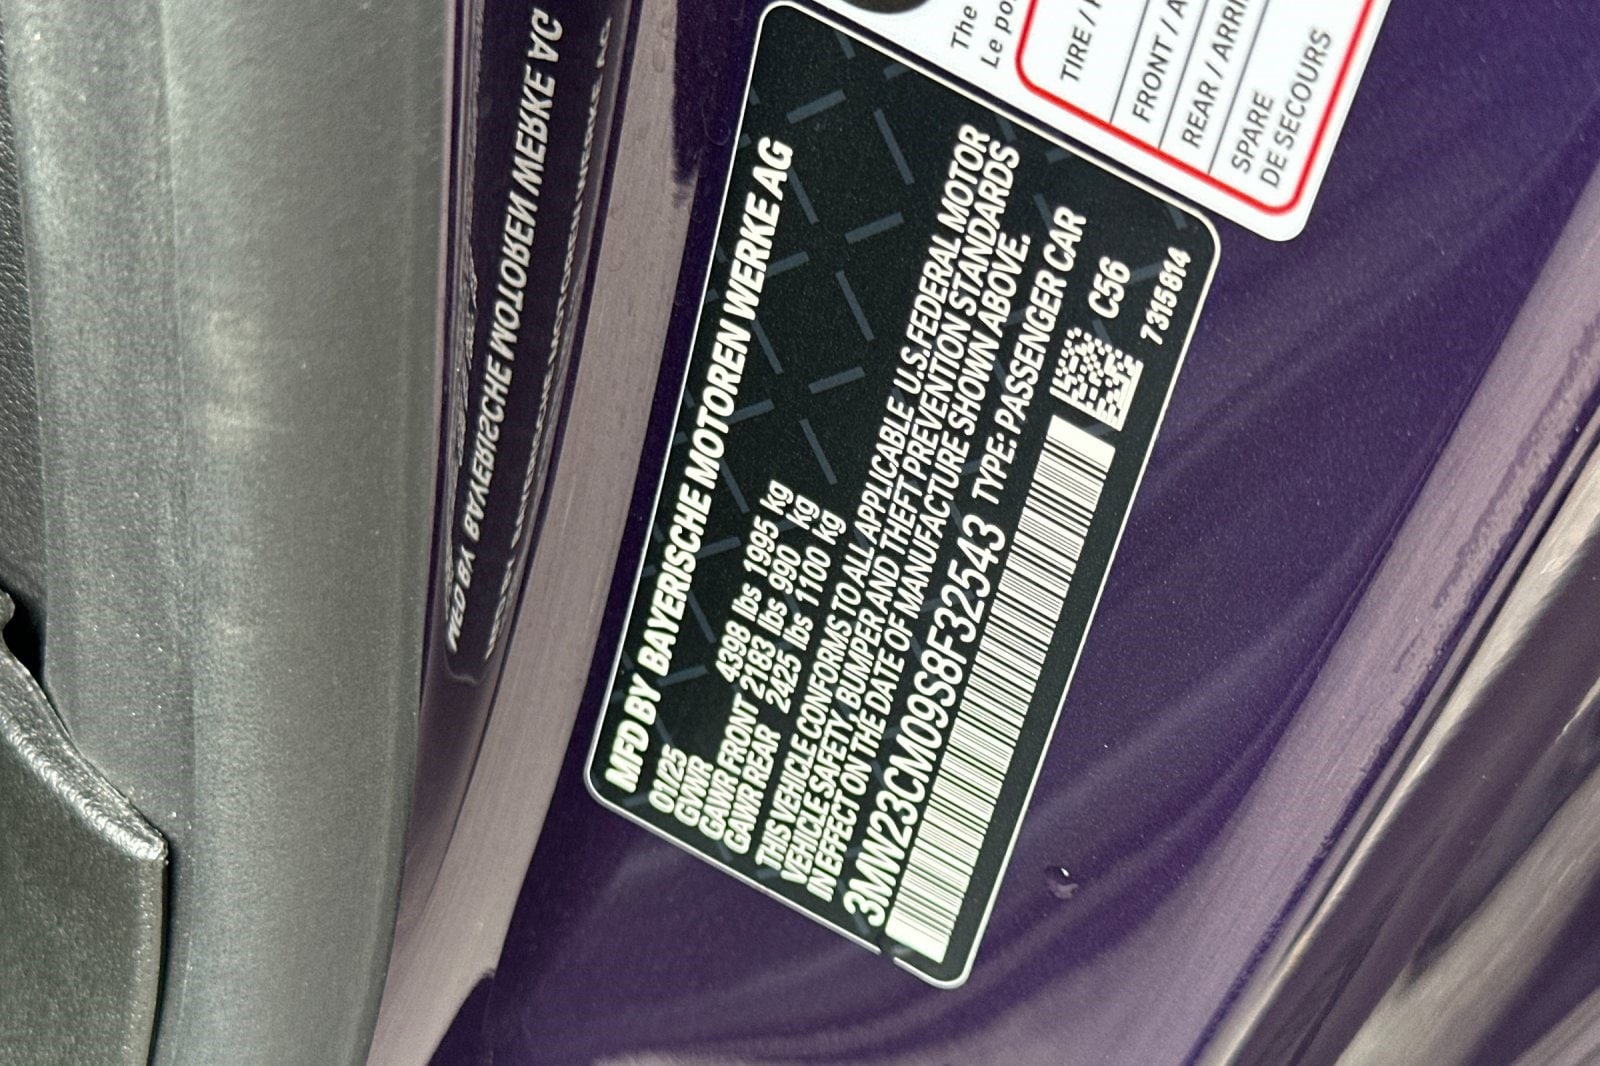 MFD BY BAYERISCHE MOTOREN WERKE AG
01/25
GVWR 4398 lbs 1995 kg
GAWR FRONT 2183 lbs 990 kg
GAWR REAR 2425 lbs 1100 kg
THIS VEHICLE CONFORMS TO ALL APPLICABLE U.S.FEDERAL MOTOR
VEHICLE SAFETY, BUMPER AND THEFT PREVENTION STANDARDS
IN EFFECT ON THE DATE OF MANUFACTURE SHOWN ABOVE.
3MW23CM09S8F32543 TYPE: PASSENGER CAR
C56
7315814
The
Le
TIRE /
FRONT /
REAR /
SPARE
DE SECOURS